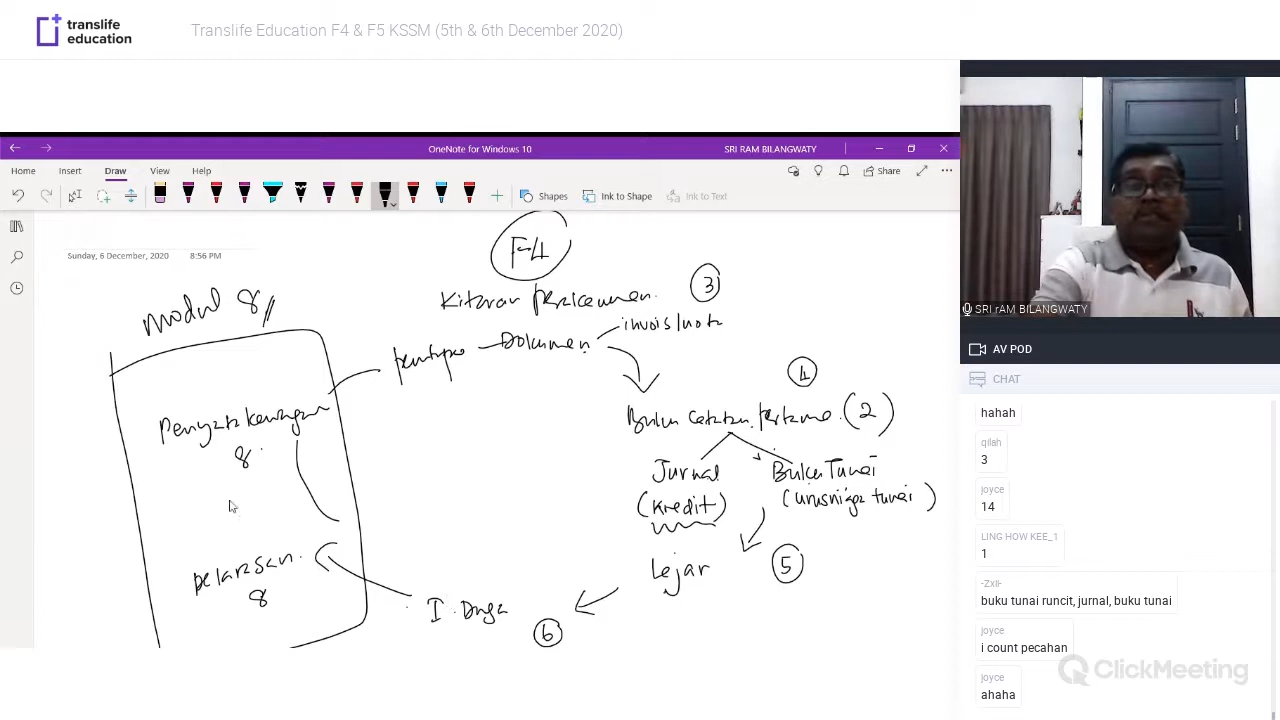 translife
education
Translife Education F4 & F5 KSSM (5th & 6th December 2020)
OneNote for Windows 10
SRI RAM BILANGWATY
Home Insert Draw View Help
Share
Shapes Ink to Shape Ink to Text
Sunday, 6 December, 2020 8:56 PM
F-4
Kitaran 3
Modul 8
Dokumen invois/nota
4
Penyata kewangan
8
Buku Catatan Pertama (2)
Jurnal Buku Tunai
(kredit) (urusniaga tunai)
Lejar 5
pelarasan
8
I. Duga
6
SRI rAM BILANGWATY
AV POD
CHAT
hahah
qilah
3
joyce
14
LING HOW KEE_1
1
-Zxii-
buku tunai runcit, jurnal, buku tunai
joyce
i count pecahan
joyce
ahaha
ClickMeeting